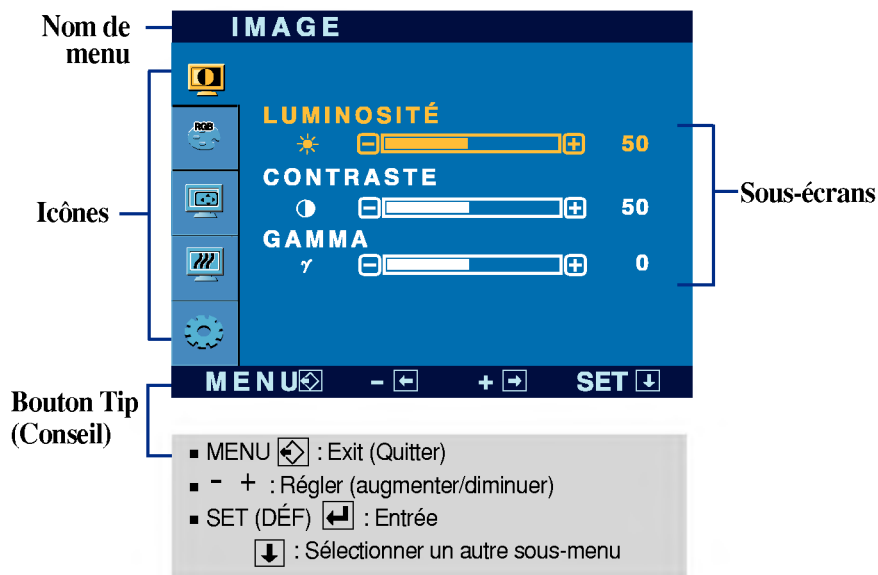 Nom de
menu
IMAGE
RGB
LUMINOSITÉ
50
CONTRASTE
50
GAMMA
γ
0
Icônes
Sous-écrans
MENU - + SET
Bouton Tip
(Conseil)
▪ MENU : Exit (Quitter)
▪ - + : Régler (augmenter/diminuer)
▪ SET (DÉF) : Entrée
: Sélectionner un autre sous-menu